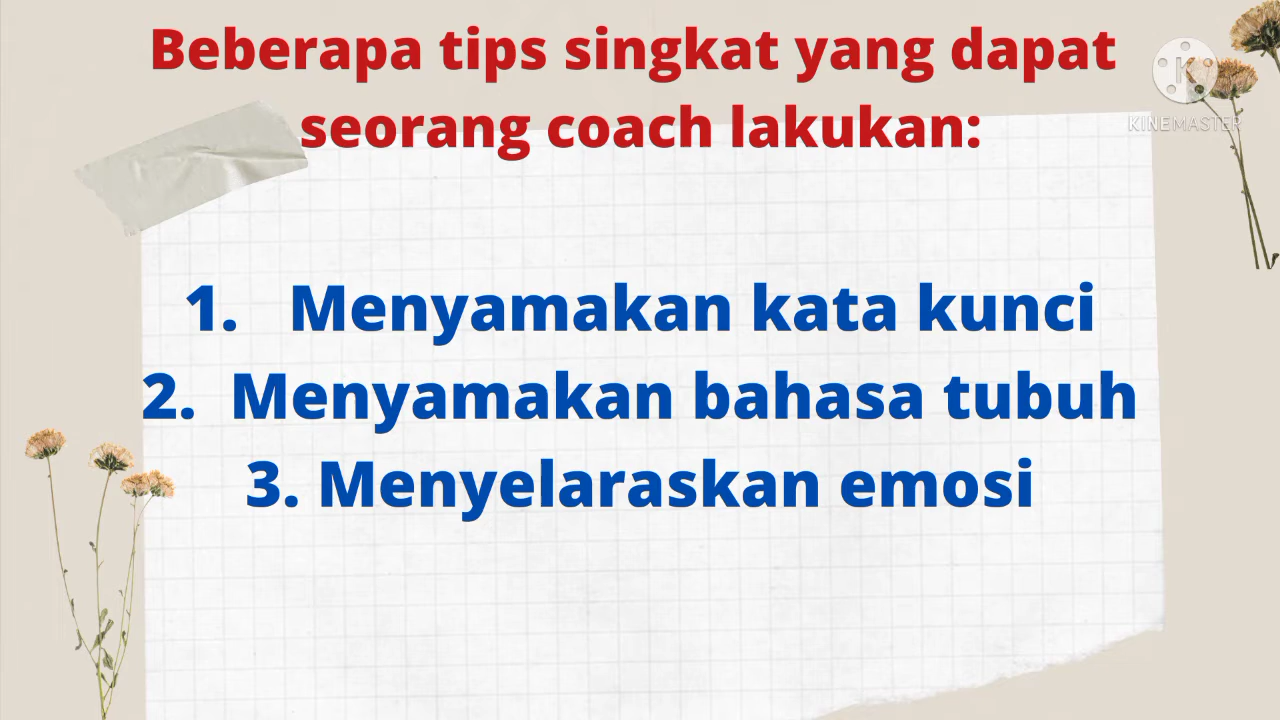 Beberapa tips singkat yang dapat
seorang coach lakukan:
K
KINEMASTER
1. Menyamakan kata kunci
2. Menyamakan bahasa tubuh
3. Menyelaraskan emosi